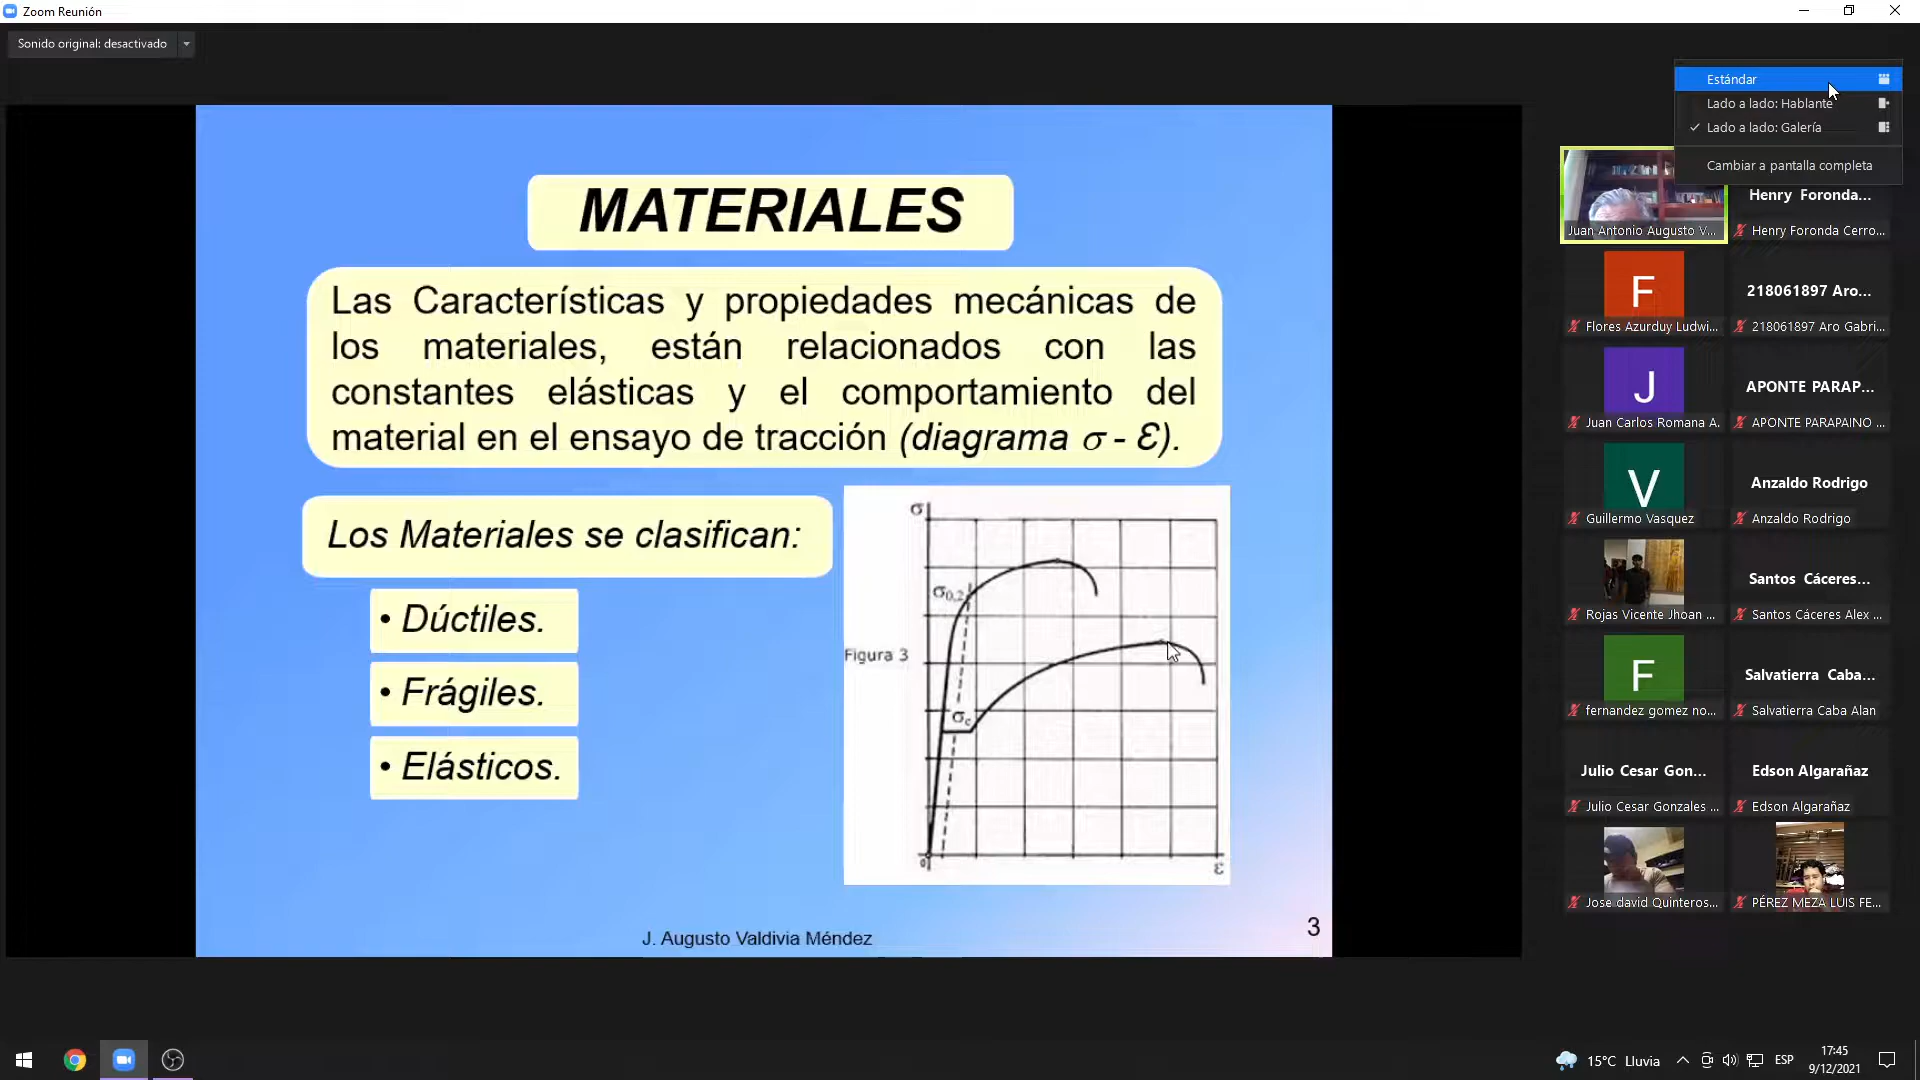 Zoom Reunión
Sonido original: desactivado
Estándar
Lado a lado: Hablante
Lado a lado: Galería
Cambiar a pantalla completa
MATERIALES
Las Características y propiedades mecánicas de
los materiales, están relacionados con las
constantes elásticas y el comportamiento del
material en el ensayo de tracción (diagrama σ - Ɛ).
Los Materiales se clasifican:
• Dúctiles.
• Frágiles.
• Elásticos.
σ
σ0,2
Figura 3
σc
0
ε
J. Augusto Valdivia Méndez
3
Juan Antonio Augusto V...
Henry Foronda...
Henry Foronda Cerro...
F
Flores Azurduy Ludwi...
218061897 Aro...
218061897 Aro Gabri...
J
Juan Carlos Romana A.
APONTE PARAP...
APONTE PARAPAINO ...
V
Guillermo Vasquez
Anzaldo Rodrigo
Anzaldo Rodrigo
Rojas Vicente Jhoan ...
Santos Cáceres...
Santos Cáceres Alex ...
F
fernandez gomez no...
Salvatierra Caba...
Salvatierra Caba Alan
Julio Cesar Gon...
Julio Cesar Gonzales ...
Edson Algarañaz
Edson Algarañaz
Jose david Quinteros...
PÉREZ MEZA LUIS FE...
15°C Lluvia
ESP
17:45
9/12/2021